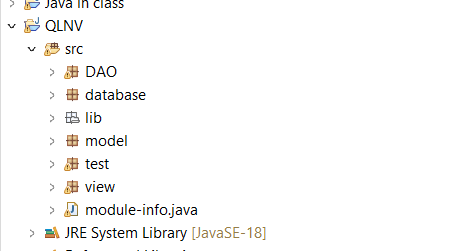 Java in class
QLNV
src
DAO
database
lib
model
test
view
module-info.java
JRE System Library [JavaSE-18]